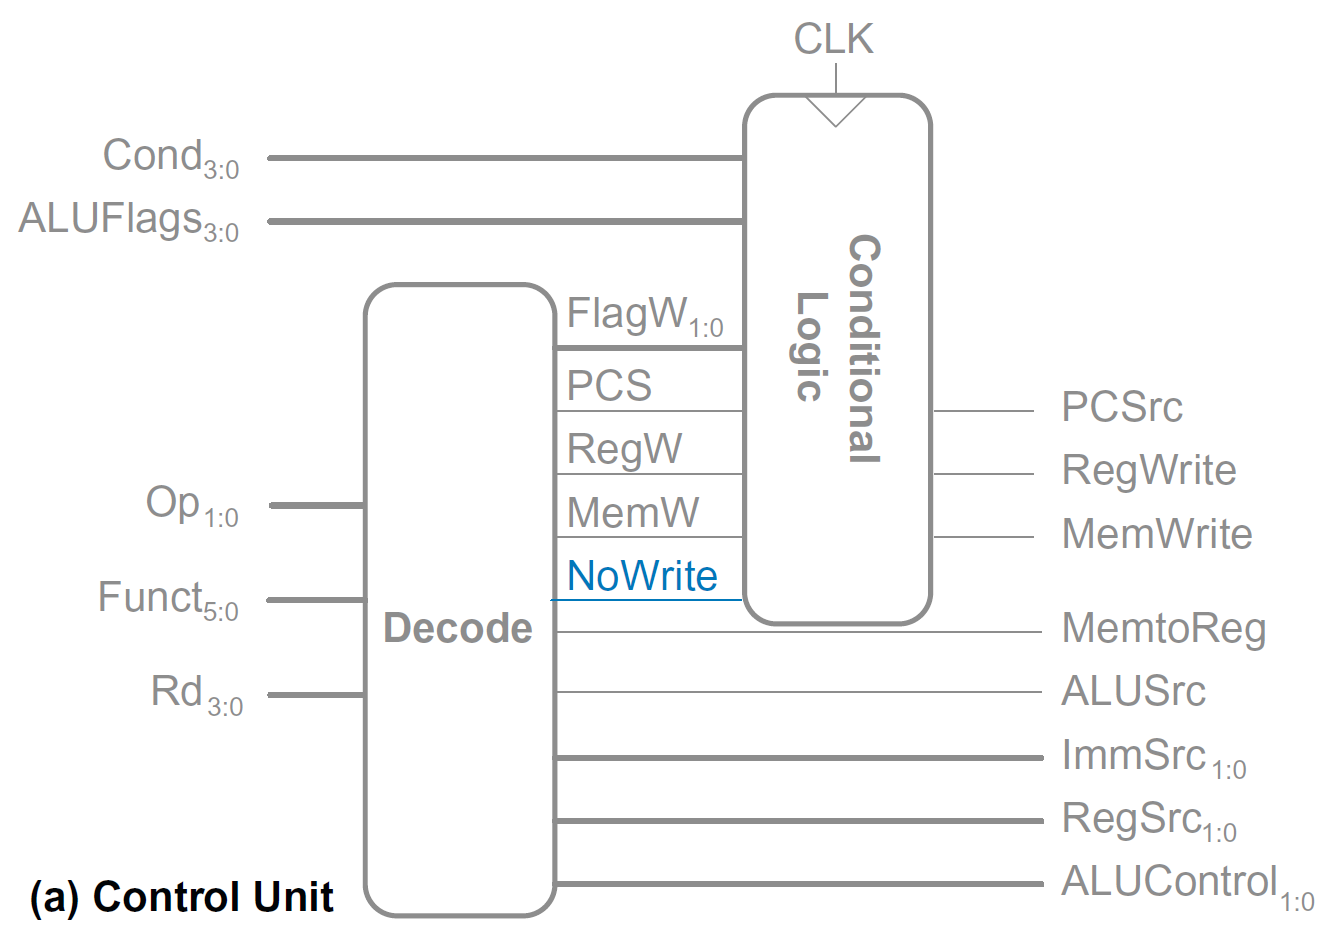 CLK
Cond3:0
ALUFlags3:0
Conditional
Logic
FlagW1:0
PCS
PCSrc
RegW
RegWrite
Op1:0
MemW
MemWrite
NoWrite
Funct5:0
Decode
MemtoReg
Rd3:0
ALUSrc
ImmSrc1:0
RegSrc1:0
(a) Control Unit
ALUControl1:0